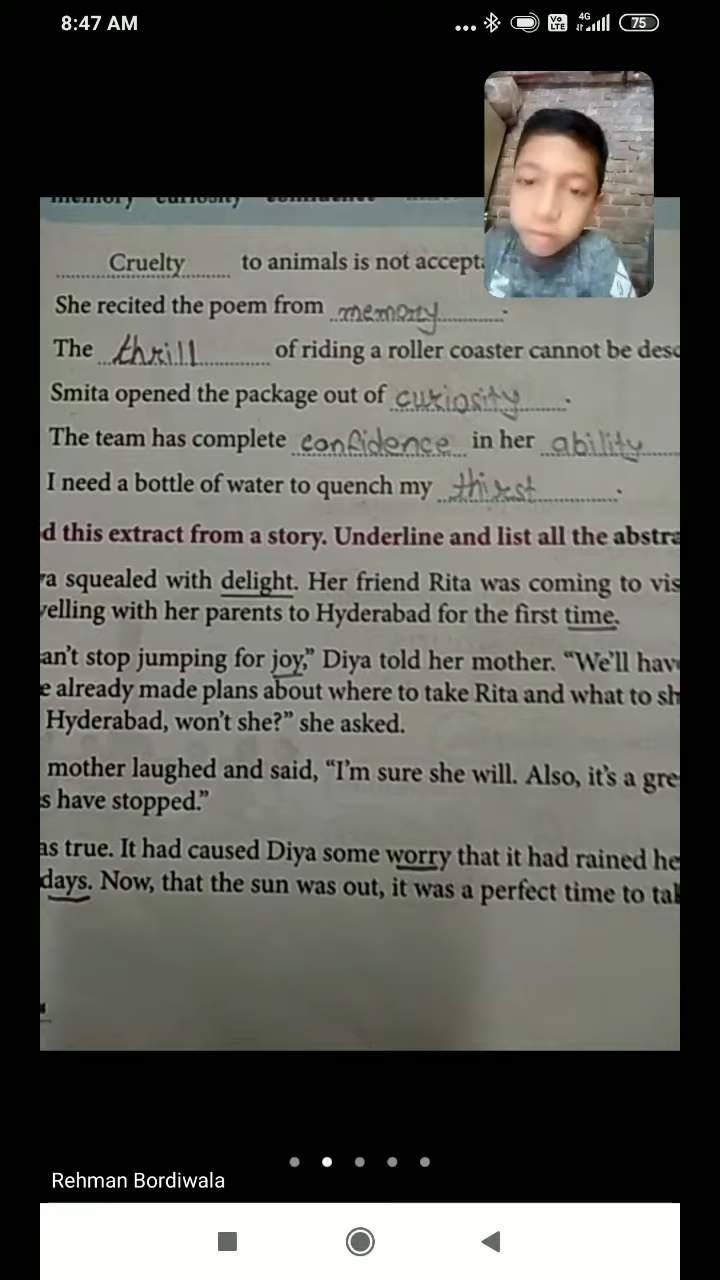 8:47 AM
Vo LTE 4G 75
memory curiosity confidence
Cruelty to animals is not accept
She recited the poem from memory.
The thrill of riding a roller coaster cannot be desc
Smita opened the package out of curiosity.
The team has complete confidence in her ability
I need a bottle of water to quench my thirst.
d this extract from a story. Underline and list all the abstra
a squealed with delight. Her friend Rita was coming to vis
velling with her parents to Hyderabad for the first time.
an't stop jumping for joy," Diya told her mother. "We'll hav
e already made plans about where to take Rita and what to sh
Hyderabad, won't she?" she asked.
mother laughed and said, "I'm sure she will. Also, it's a gre
s have stopped."
as true. It had caused Diya some worry that it had rained he
days. Now, that the sun was out, it was a perfect time to tal
Rehman Bordiwala